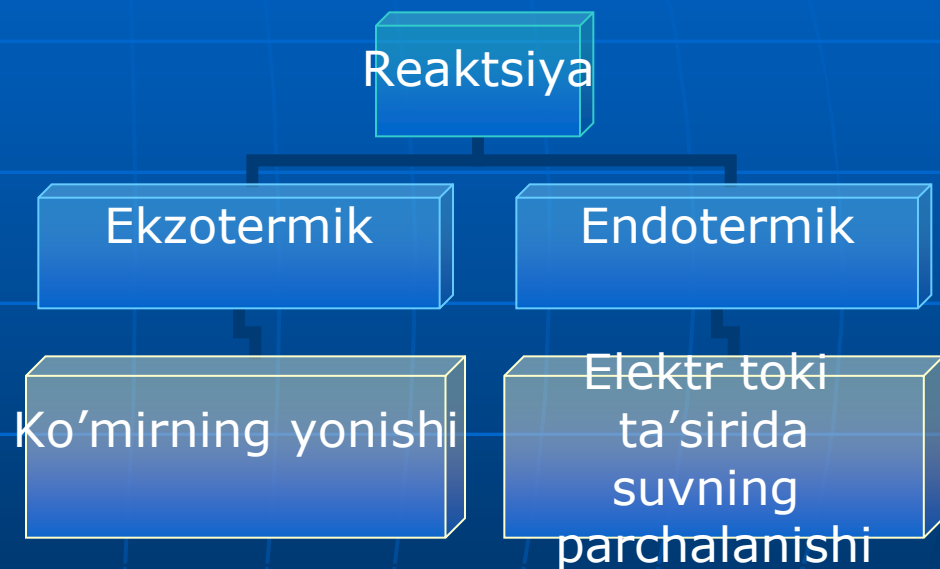 Reaktsiya
Ekzotermik
Endotermik
Ko’mirning yonishi
Elektr toki
ta’sirida
suvning
parchalanishi